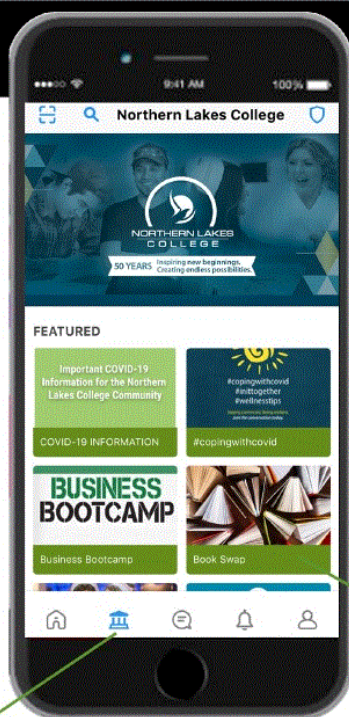 9:41 AM
100%
Northern Lakes College
NORTHERN LAKES
COLLEGE
50 YEARS
Inspiring new beginnings.
Creating endless possibilities.
FEATURED
Important COVID-19
Information for the Northern
Lakes College Community
#copingwithcovid
#inittogether
#wellnesstips
COVID-19 INFORMATION
#copingwithcovid
BUSINESS
BOOTCAMP
Business Bootcamp
Book Swap